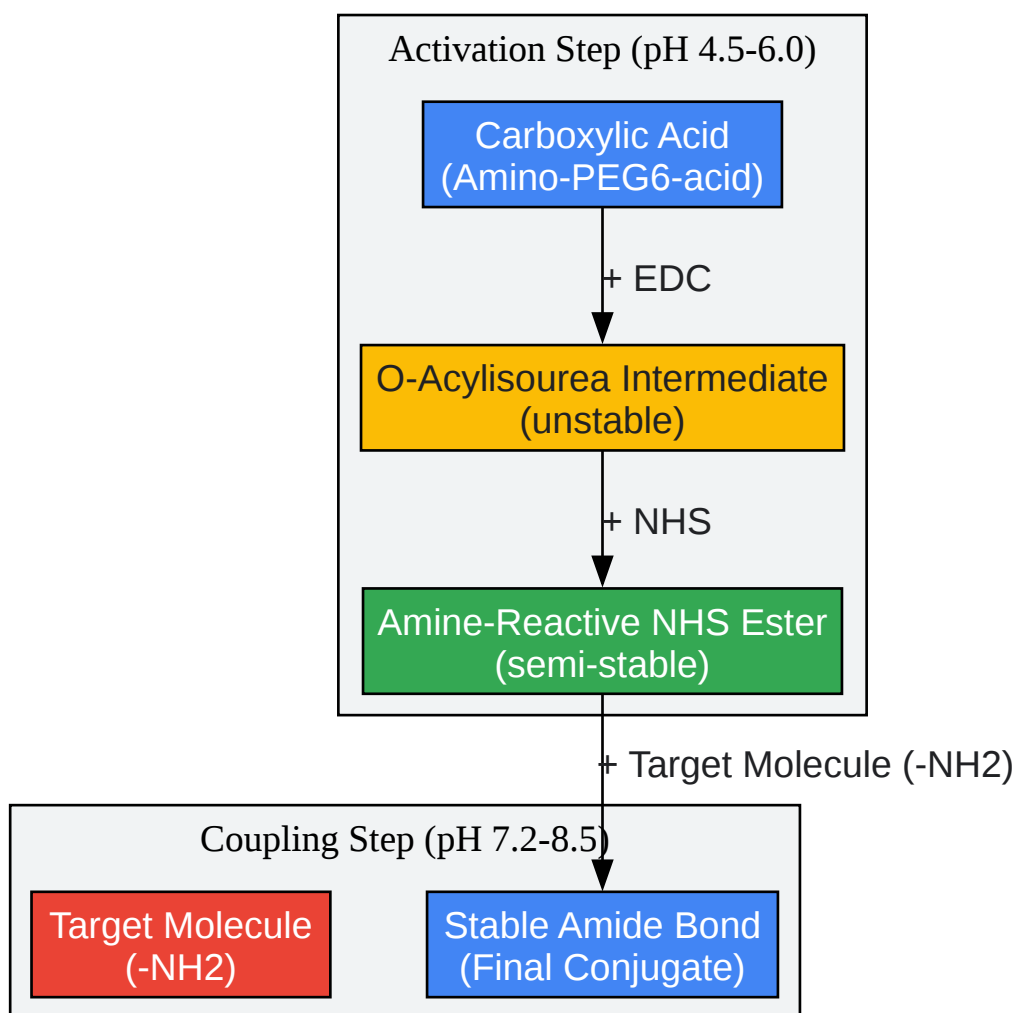 Activation Step (pH 4.5-6.0)
Carboxylic Acid
(Amino-PEG6-acid)
+ EDC
O-Acylisourea Intermediate
(unstable)
+ NHS
Amine-Reactive NHS Ester
(semi-stable)
+ Target Molecule (-NH2)
Coupling Step (pH 7.2-8.5)
Target Molecule
(-NH2)
Stable Amide Bond
(Final Conjugate)